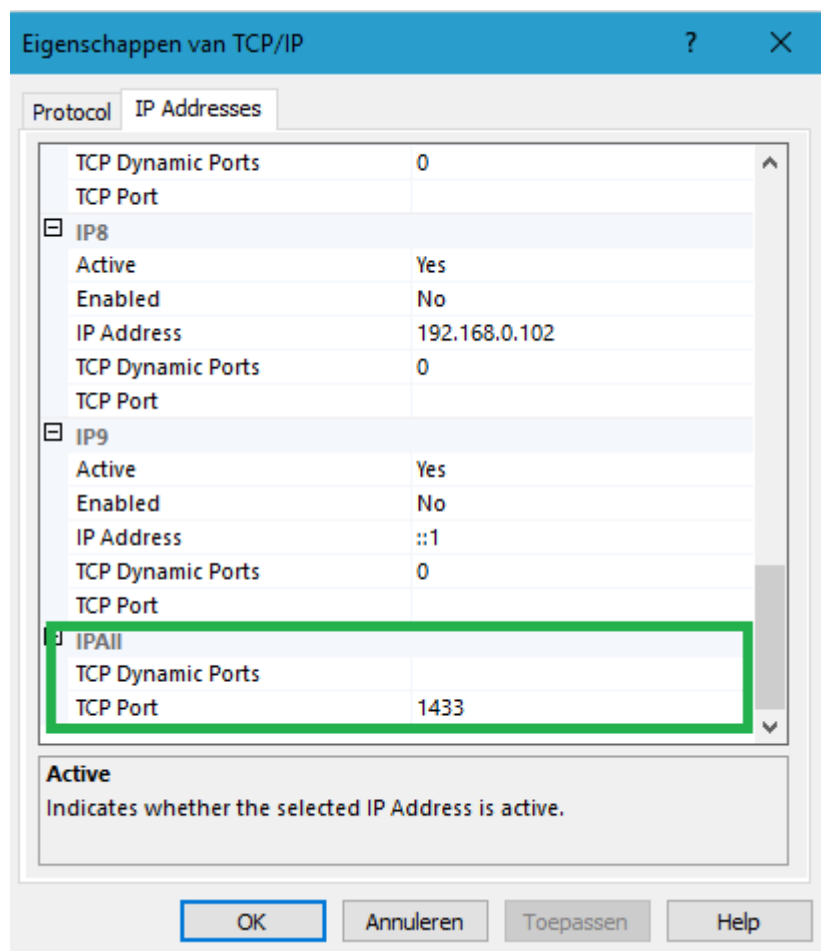 Eigenschappen van TCP/IP ? ×
Protocol IP Addresses
TCP Dynamic Ports 0
TCP Port
IP8
Active Yes
Enabled No
IP Address 192.168.0.102
TCP Dynamic Ports 0
TCP Port
IP9
Active Yes
Enabled No
IP Address ::1
TCP Dynamic Ports 0
TCP Port
IPAll
TCP Dynamic Ports
TCP Port 1433
Active
Indicates whether the selected IP Address is active.
OK Annuleren Toepassen Help